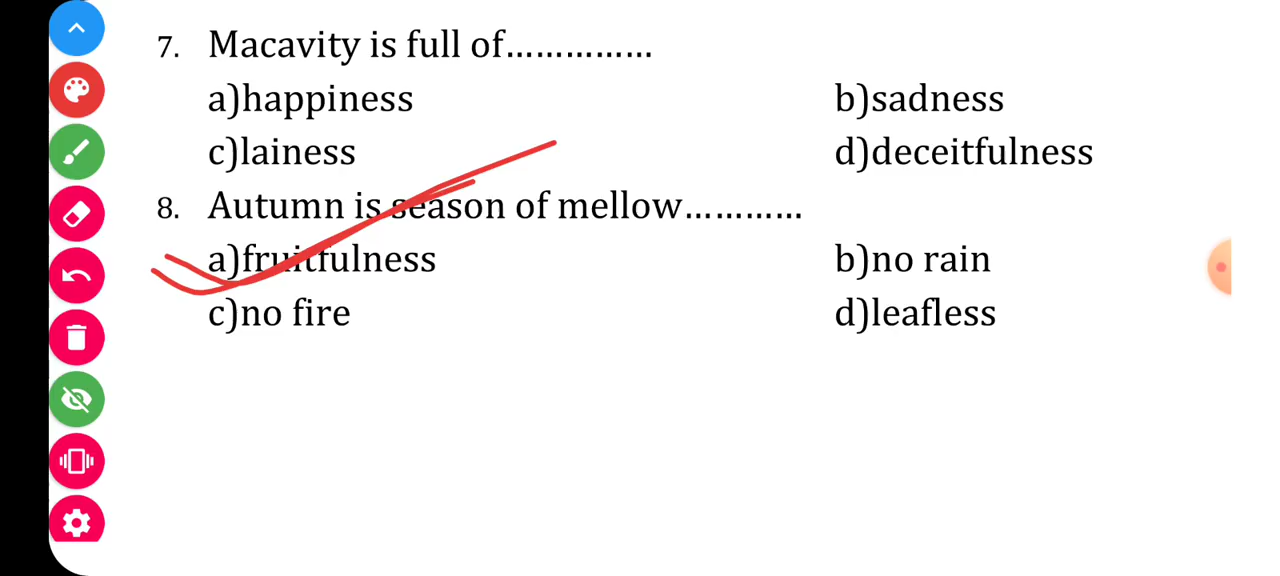 7. Macavity is full of...............
a)happiness b)sadness
c)lainess d)deceitfulness
8. Autumn is season of mellow............
a)fruitfulness b)no rain
c)no fire d)leafless